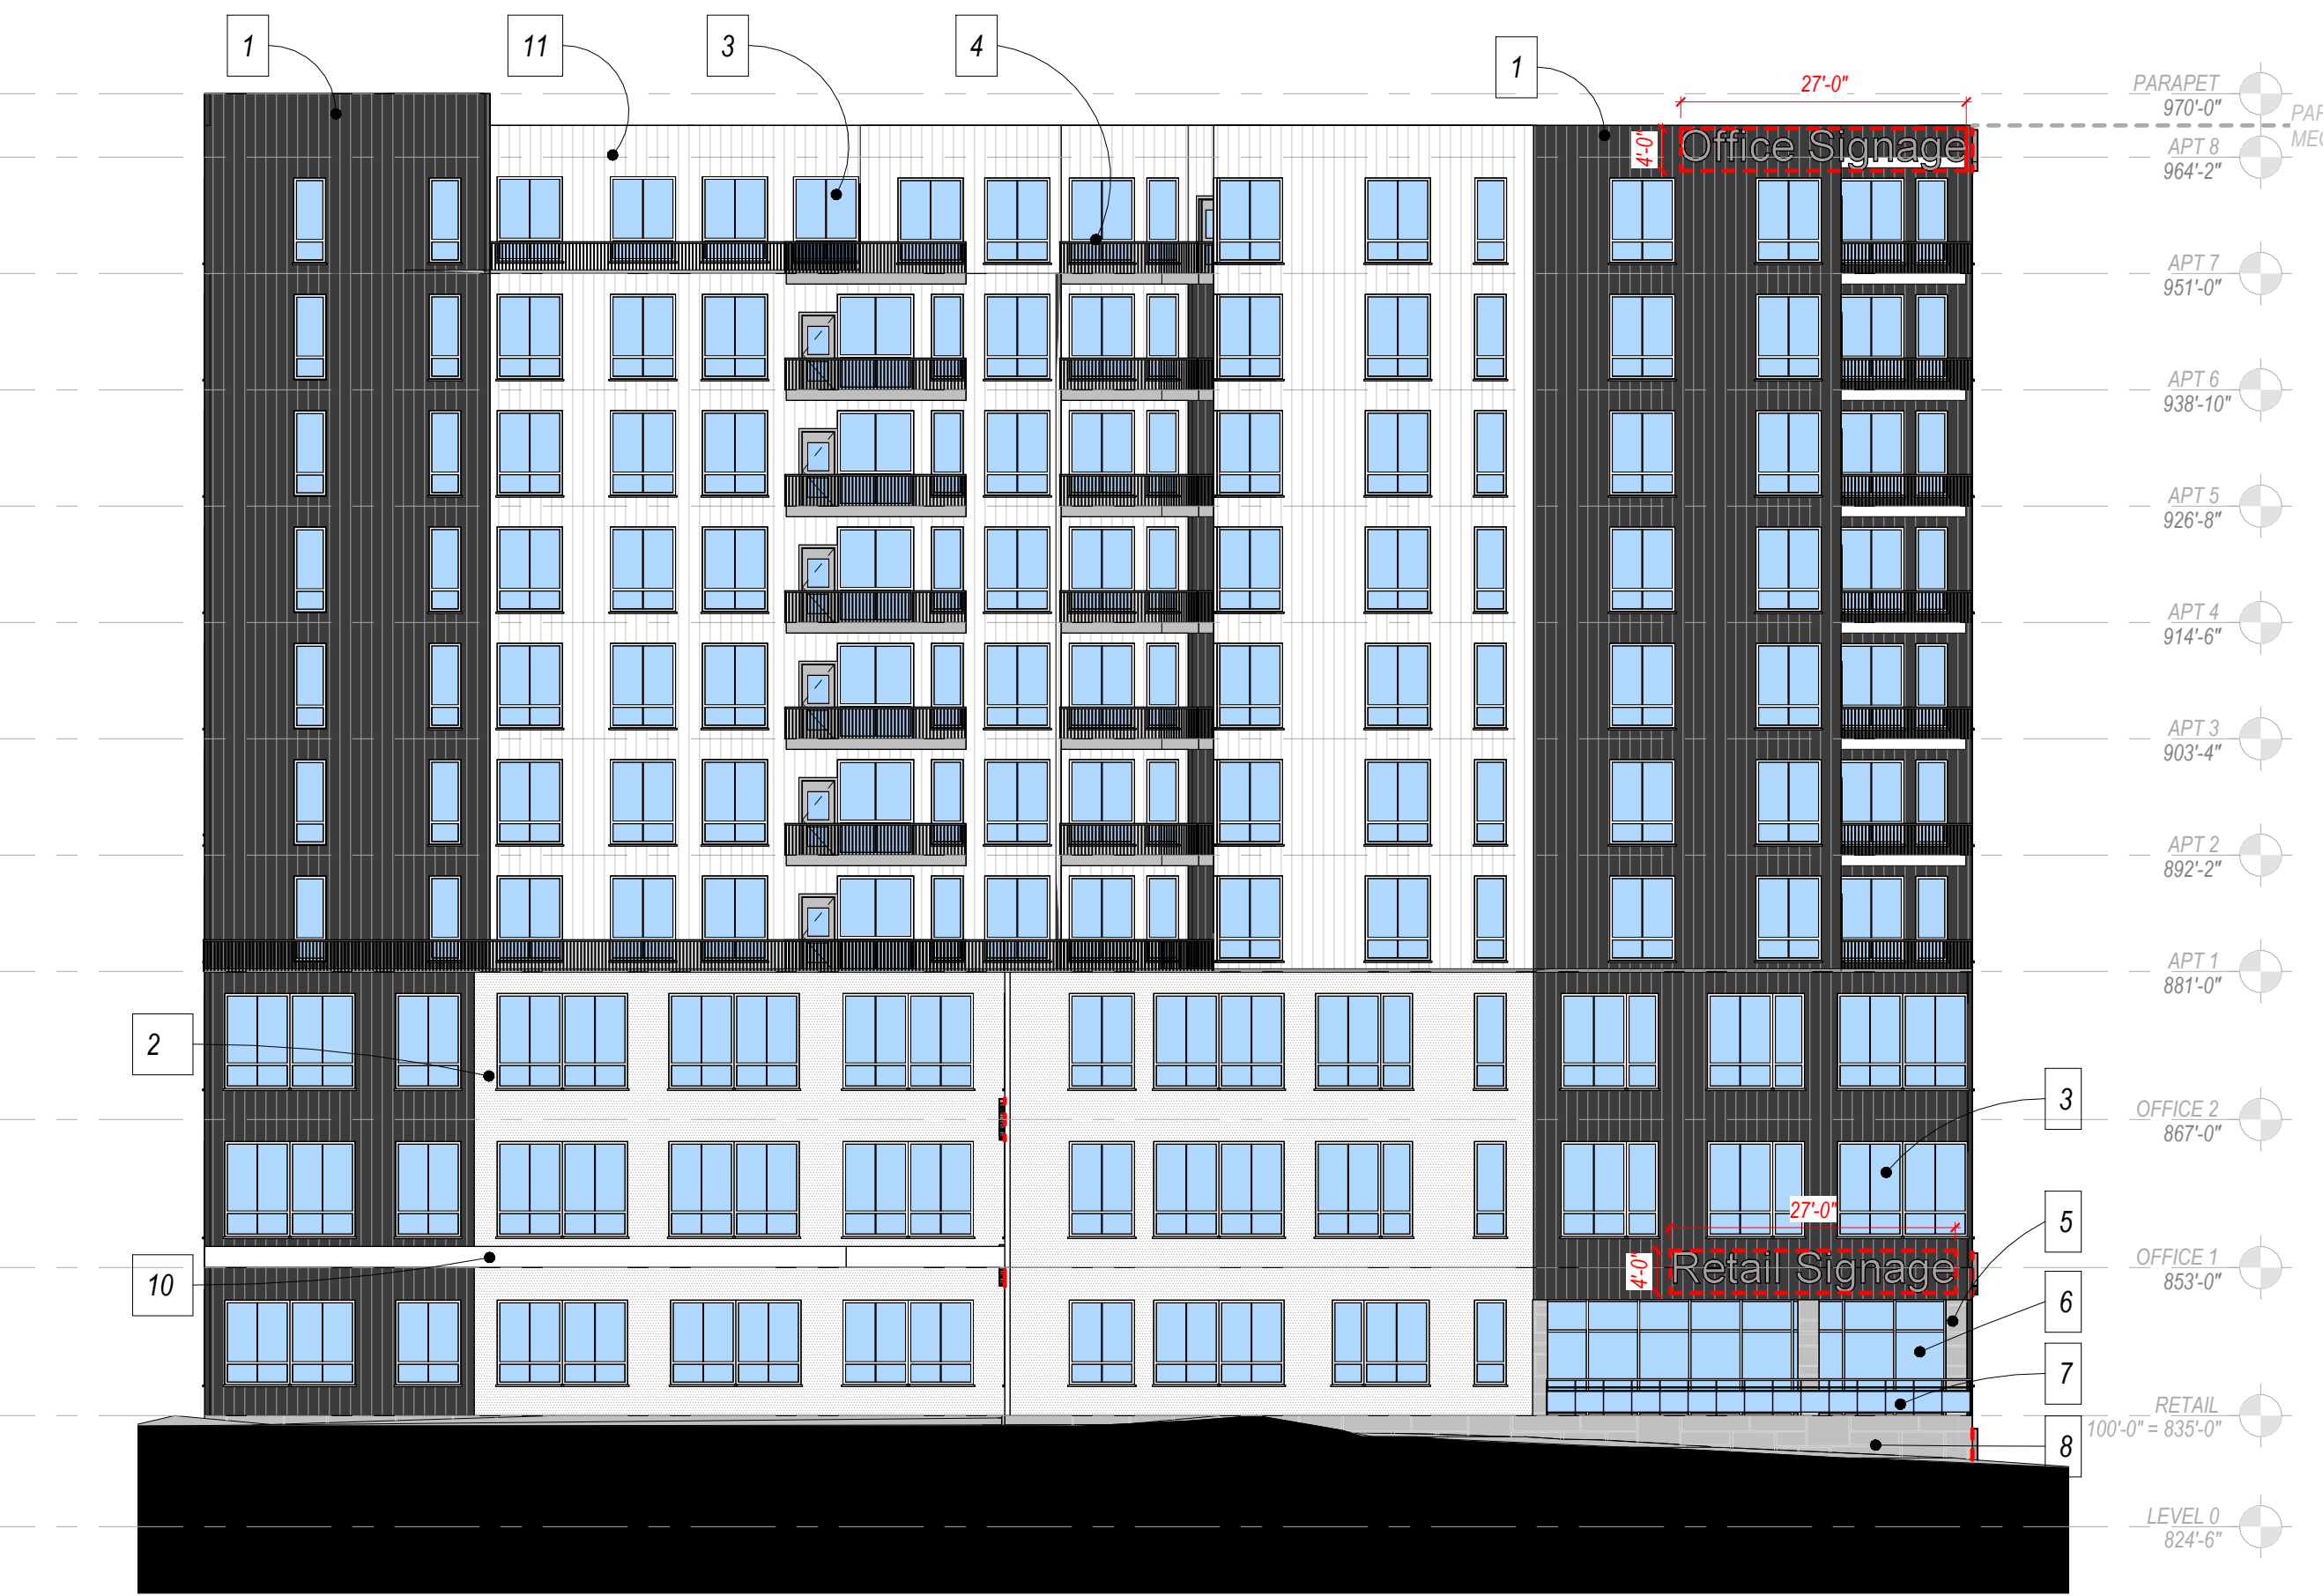 1
11
3
4
1
27'-0"
4'-0"
Office Signage
PARAPET
970'-0"
PAR
MEC
APT 8
964'-2"
APT 7
951'-0"
APT 6
938'-10"
APT 5
926'-8"
APT 4
914'-6"
APT 3
903'-4"
APT 2
892'-2"
APT 1
881'-0"
2
3
OFFICE 2
867'-0"
27'-0"
4'-0"
Retail Signage
5
OFFICE 1
853'-0"
10
6
7
RETAIL
100'-0" = 835'-0"
8
LEVEL 0
824'-6"